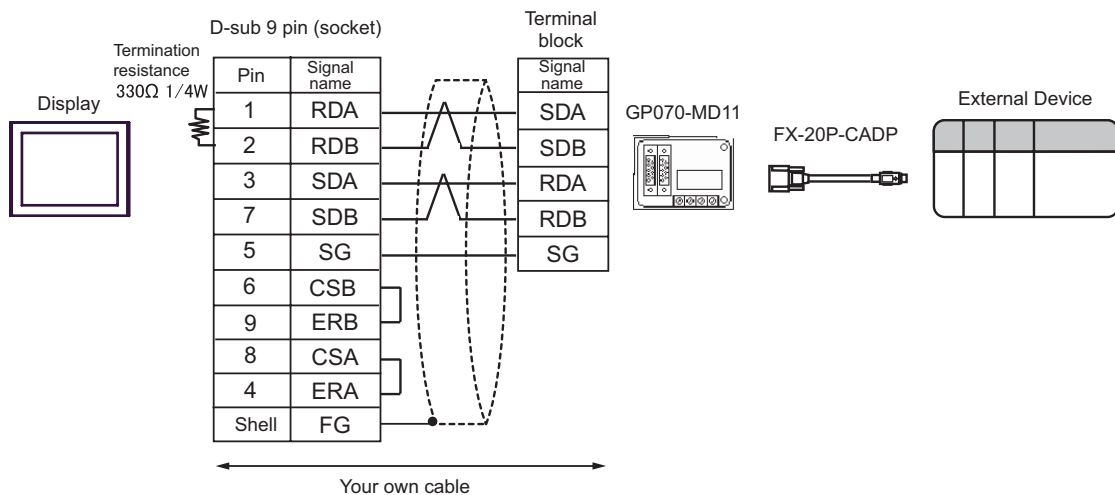 D-sub 9 pin (socket)
Terminal
block
Termination
resistance
330Ω 1/4W
Display
Pin Signal
name
Signal
name
1 RDA SDA
2 RDB SDB
3 SDA RDA
7 SDB RDB
5 SG SG
6 CSB
9 ERB
8 CSA
4 ERA
Shell FG
GP070-MD11
FX-20P-CADP
External Device
Your own cable